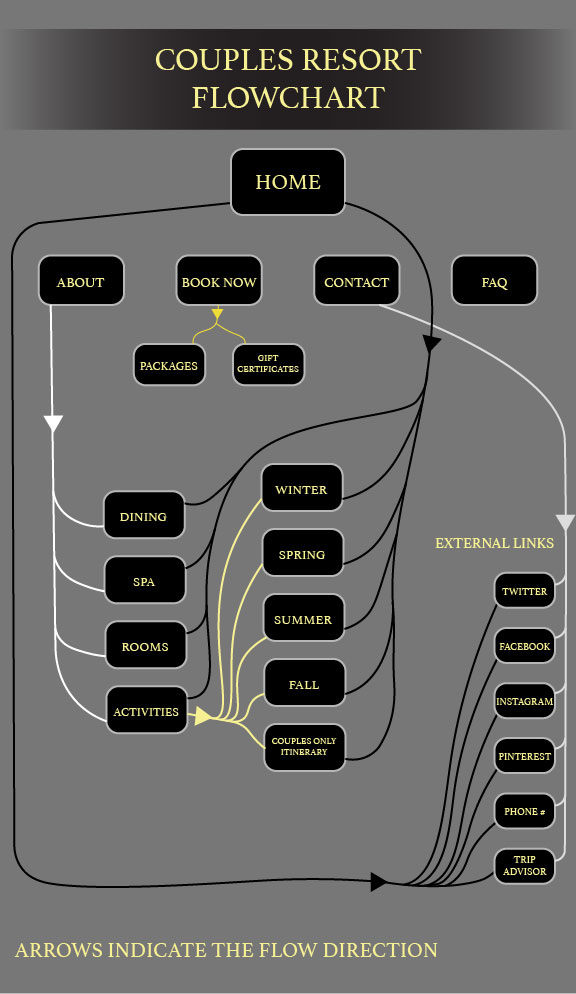 COUPLES RESORT
FLOWCHART
HOME
ABOUT
BOOK NOW
CONTACT
FAQ
PACKAGES
GIFT
CERTIFICATES
DINING
SPA
ROOMS
ACTIVITIES
WINTER
SPRING
SUMMER
FALL
COUPLES ONLY
ITINERARY
EXTERNAL LINKS
TWITTER
FACEBOOK
INSTAGRAM
PINTEREST
PHONE #
TRIP
ADVISOR
ARROWS INDICATE THE FLOW DIRECTION